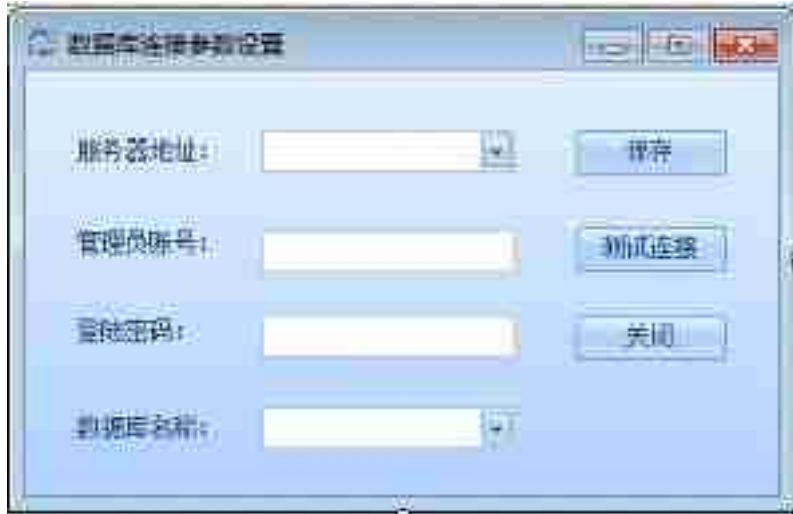 数据库连接参数设置
服务器地址：
保存
管理员账号：
测试连接
登陆密码：
关闭
数据库名称：